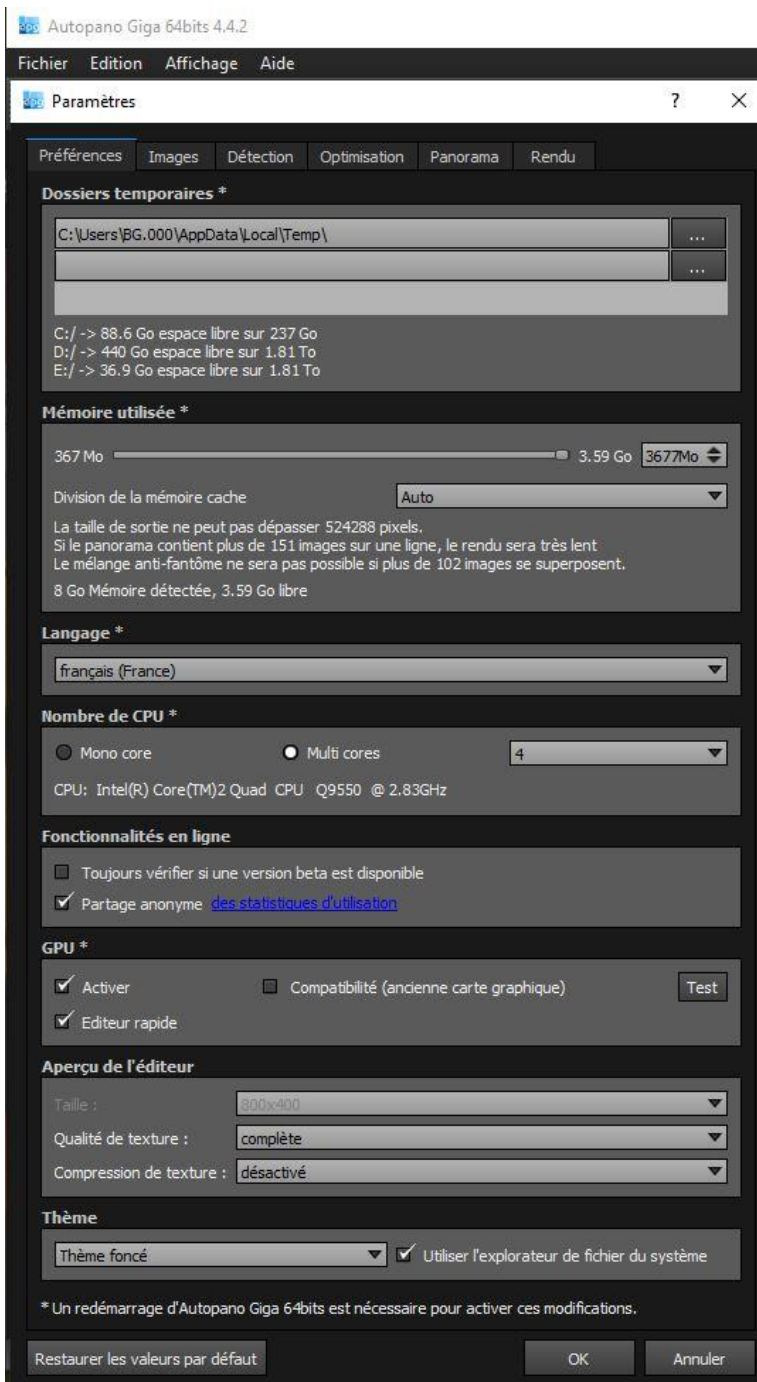 Autopano Giga 64bits 4.4.2
Fichier Edition Affichage Aide
Paramètres ?
Préférences Images Détection Optimisation Panorama Rendu
Dossiers temporaires *
C:\Users\BG.000\AppData\Local\Temp\ ...
...
C:/ -> 88.6 Go espace libre sur 237 Go
D:/ -> 440 Go espace libre sur 1.81 To
E:/ -> 36.9 Go espace libre sur 1.81 To
Mémoire utilisée *
367 Mo 3.59 Go 3677Mo
Division de la mémoire cache Auto
La taille de sortie ne peut pas dépasser 524288 pixels.
Si le panorama contient plus de 151 images sur une ligne, le rendu sera très lent
Le mélange anti-fantôme ne sera pas possible si plus de 102 images se superposent.
8 Go Mémoire détectée, 3.59 Go libre
Langage *
français (France)
Nombre de CPU *
Mono core Multi cores 4
CPU: Intel(R) Core(TM)2 Quad CPU Q9550 @ 2.83GHz
Fonctionnalités en ligne
Toujours vérifier si une version beta est disponible
Partage anonyme des statistiques d'utilisation
GPU *
Activer Compatibilité (ancienne carte graphique) Test
Editeur rapide
Aperçu de l'éditeur
Taille : 800x400
Qualité de texture : complète
Compression de texture : désactivé
Thème
Thème foncé Utiliser l'explorateur de fichier du système
* Un redémarrage d'Autopano Giga 64bits est nécessaire pour activer ces modifications.
Restaurer les valeurs par défaut OK Annuler